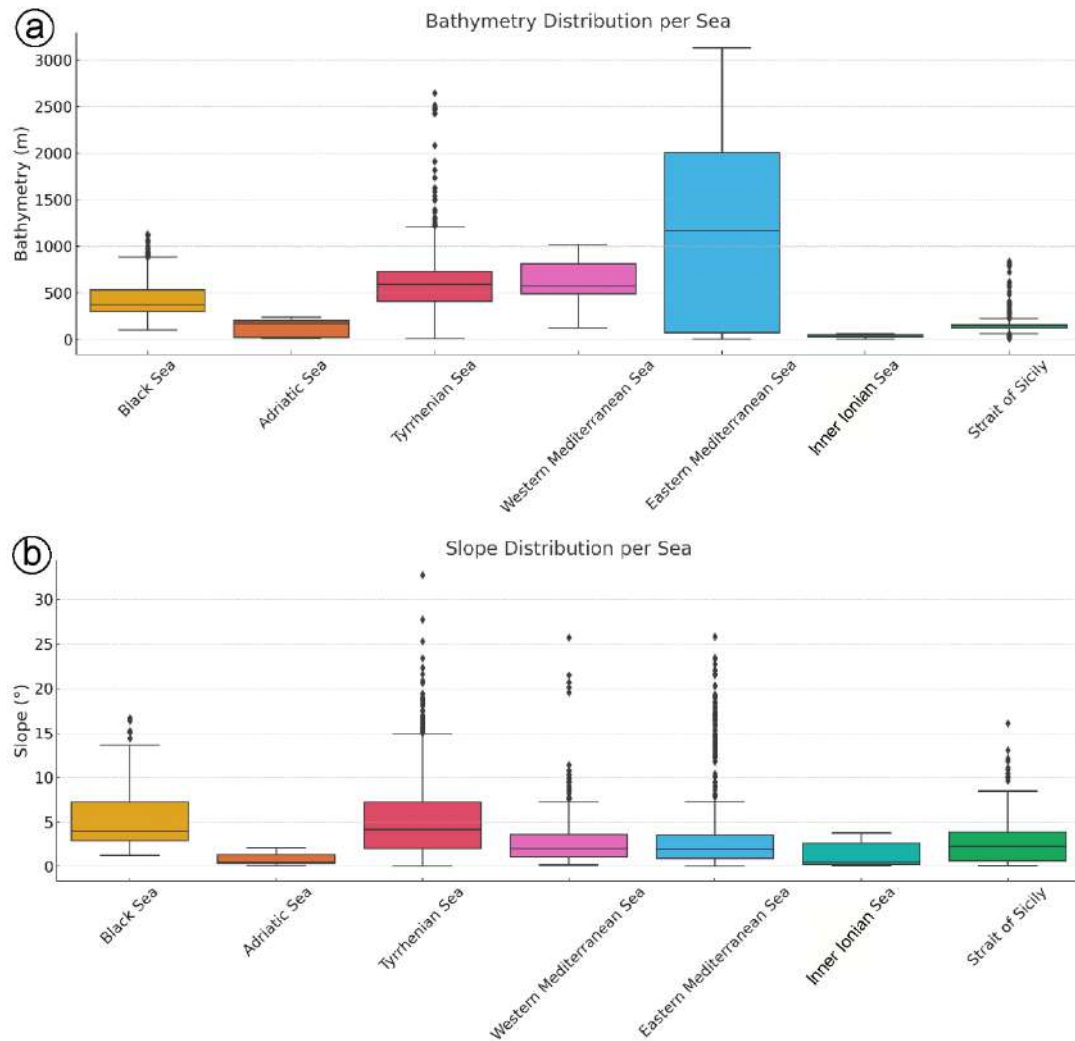 a
Bathymetry Distribution per Sea
Bathymetry (m)
3000
2500
2000
1500
1000
500
0
Black Sea
Adriatic Sea
Tyrrhenian Sea
Western Mediterranean Sea
Eastern Mediterranean Sea
Inner Ionian Sea
Strait of Sicily
b
Slope Distribution per Sea
Slope (°)
30
25
20
15
10
5
0
Black Sea
Adriatic Sea
Tyrrhenian Sea
Western Mediterranean Sea
Eastern Mediterranean Sea
Inner Ionian Sea
Strait of Sicily